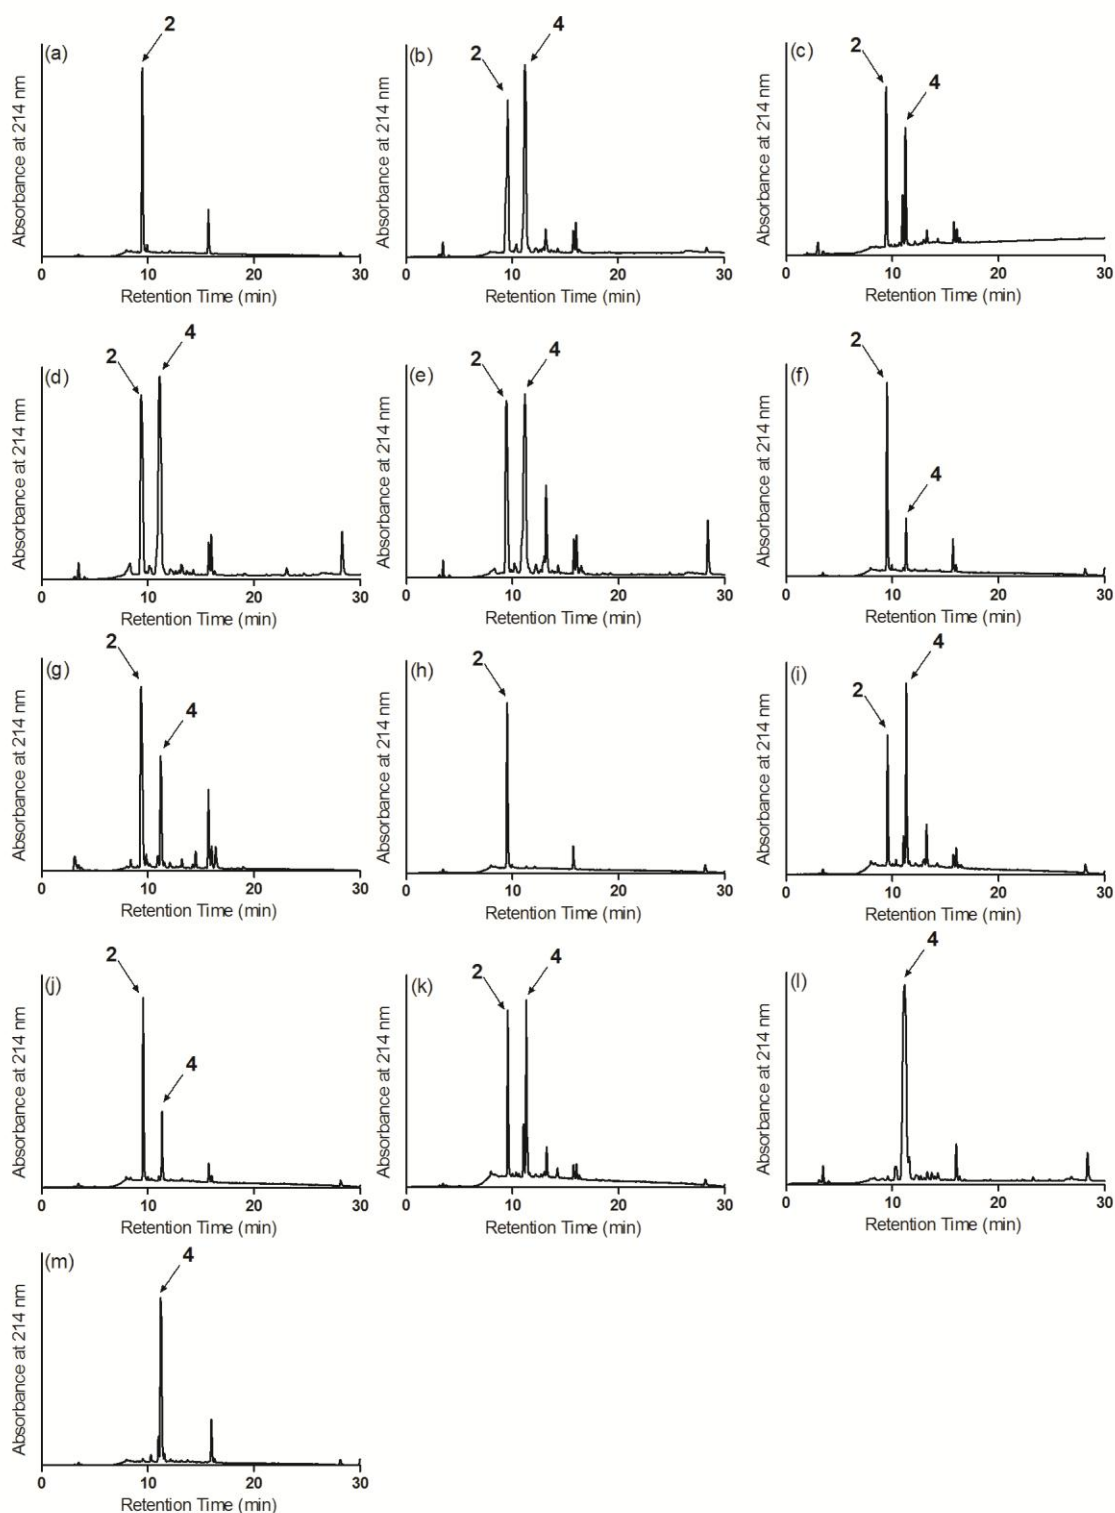 (a)
2
Absorbance at 214 nm
0 10 20 30
Retention Time (min)
(b)
2
4
Absorbance at 214 nm
0 10 20 30
Retention Time (min)
(c)
2
4
Absorbance at 214 nm
0 10 20 30
Retention Time (min)
(d)
2
4
Absorbance at 214 nm
0 10 20 30
Retention Time (min)
(e)
2
4
Absorbance at 214 nm
0 10 20 30
Retention Time (min)
(f)
2
4
Absorbance at 214 nm
0 10 20 30
Retention Time (min)
(g)
2
4
Absorbance at 214 nm
0 10 20 30
Retention Time (min)
(h)
2
Absorbance at 214 nm
0 10 20 30
Retention Time (min)
(i)
2
4
Absorbance at 214 nm
0 10 20 30
Retention Time (min)
(j)
2
4
Absorbance at 214 nm
0 10 20 30
Retention Time (min)
(k)
2
4
Absorbance at 214 nm
0 10 20 30
Retention Time (min)
(l)
4
Absorbance at 214 nm
0 10 20 30
Retention Time (min)
(m)
4
Absorbance at 214 nm
0 10 20 30
Retention Time (min)